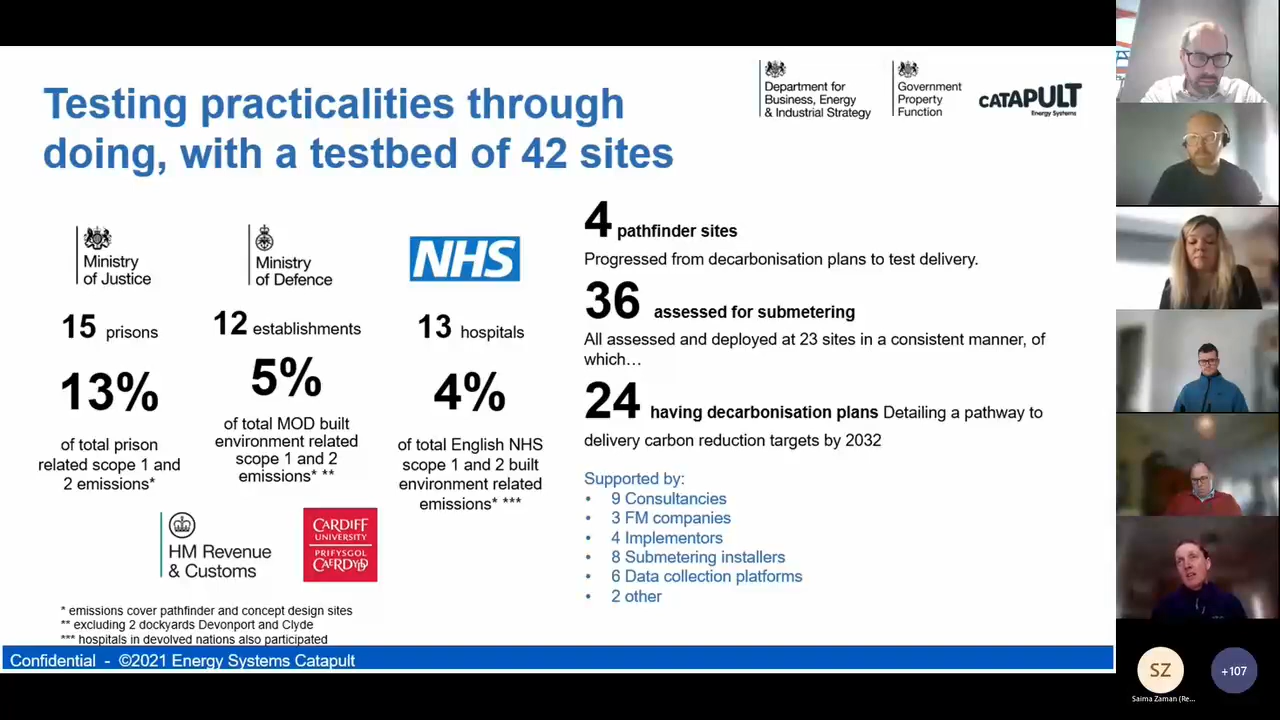 Testing practicalities through
doing, with a testbed of 42 sites
Department for
Business, Energy
& Industrial Strategy
Government
Property
Function
CATAPULT
Energy Systems
Ministry
of Justice
15 prisons
13%
of total prison
related scope 1 and
2 emissions*
Ministry
of Defence
12 establishments
5%
of total MOD built
environment related
scope 1 and 2
emissions* **
NHS
13 hospitals
4%
of total English NHS
scope 1 and 2 built
environment related
emissions* ***
HM Revenue
& Customs
CARDIFF
UNIVERSITY
PRIFYSGOL
CAERDYDD
* emissions cover pathfinder and concept design sites
** excluding 2 dockyards Devonport and Clyde
*** hospitals in devolved nations also participated
4 pathfinder sites
Progressed from decarbonisation plans to test delivery.
36 assessed for submetering
All assessed and deployed at 23 sites in a consistent manner, of
which…
24 having decarbonisation plans Detailing a pathway to
delivery carbon reduction targets by 2032
Supported by:
• 9 Consultancies
• 3 FM companies
• 4 Implementors
• 8 Submetering installers
• 6 Data collection platforms
• 2 other
Confidential - ©2021 Energy Systems Catapult
SZ
+107
Saima Zaman (Re...